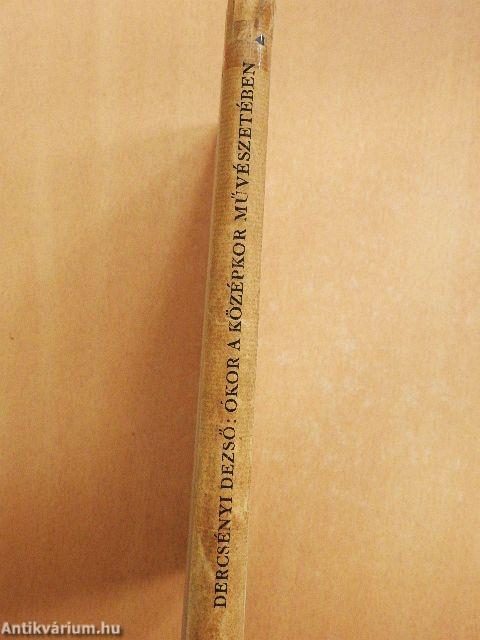 DERCSÉNYI DEZSŐ: ÓKOR A KÖZÉPKOR MŰVÉSZETÉBEN
Antikvárium.hu